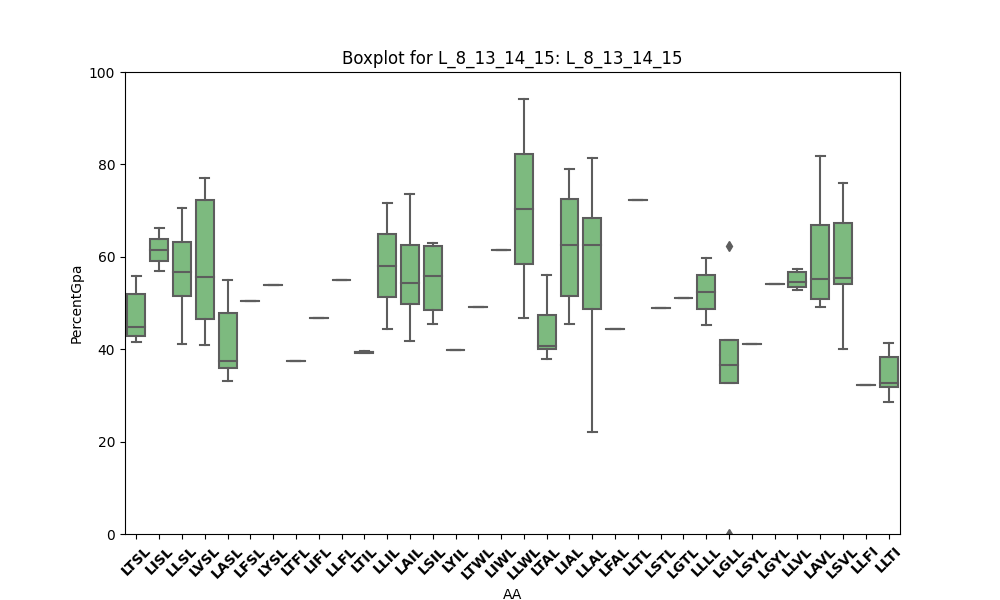 Boxplot for L_8_13_14_15: L_8_13_14_15
100
80
60
40
20
0
PercentGpa
LTSL LISL LLSL LVSL LASL LFSL LYSL LTFL LIFL LLFL LTIL LLIL LAIL LSIL LYIL LTWL LIWL LLWL LTAL LIAL LLAL LFAL LLTL LSTL LGTL LLLL LGLL LSYL LGYL LLVL LAVL LSVL LLFI LLTI
AA